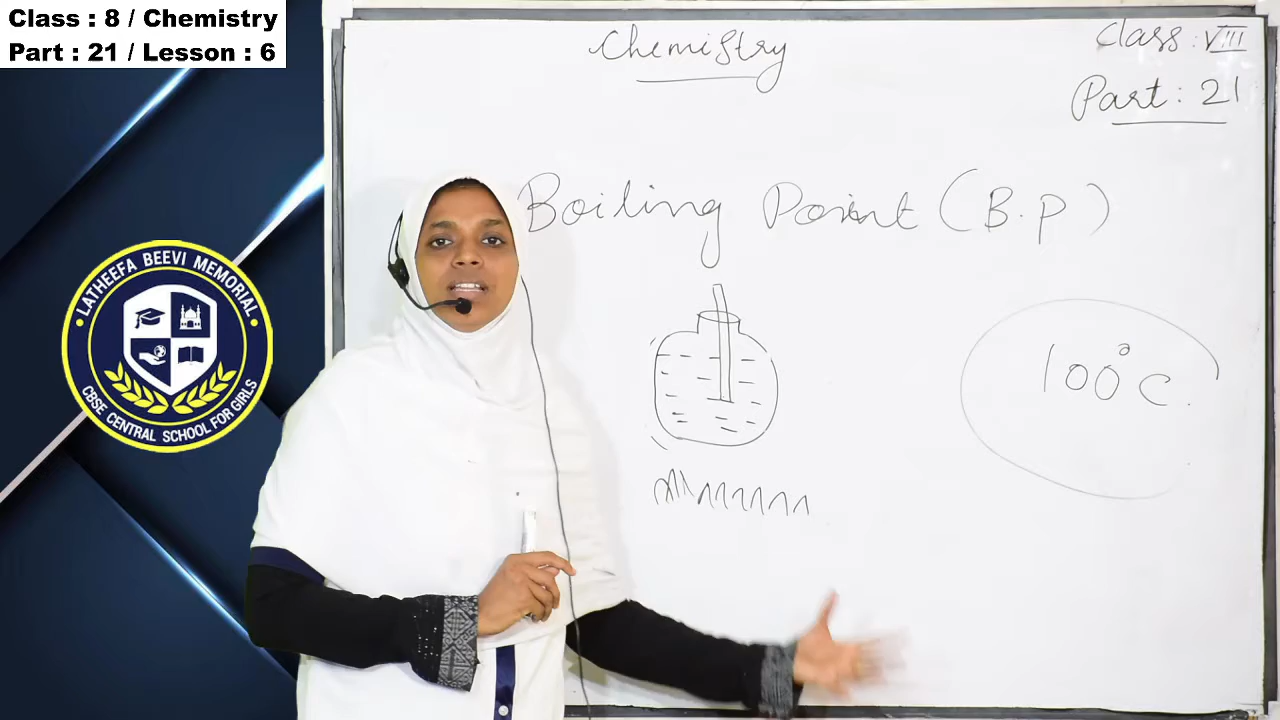 Class : 8 / Chemistry
Part : 21 / Lesson : 6
Chemistry
Class : VIII
Part : 21
Boiling Point (B.P)
100°C.
LATHEEFA BEEVI MEMORIAL
CBSE CENTRAL SCHOOL FOR GIRLS